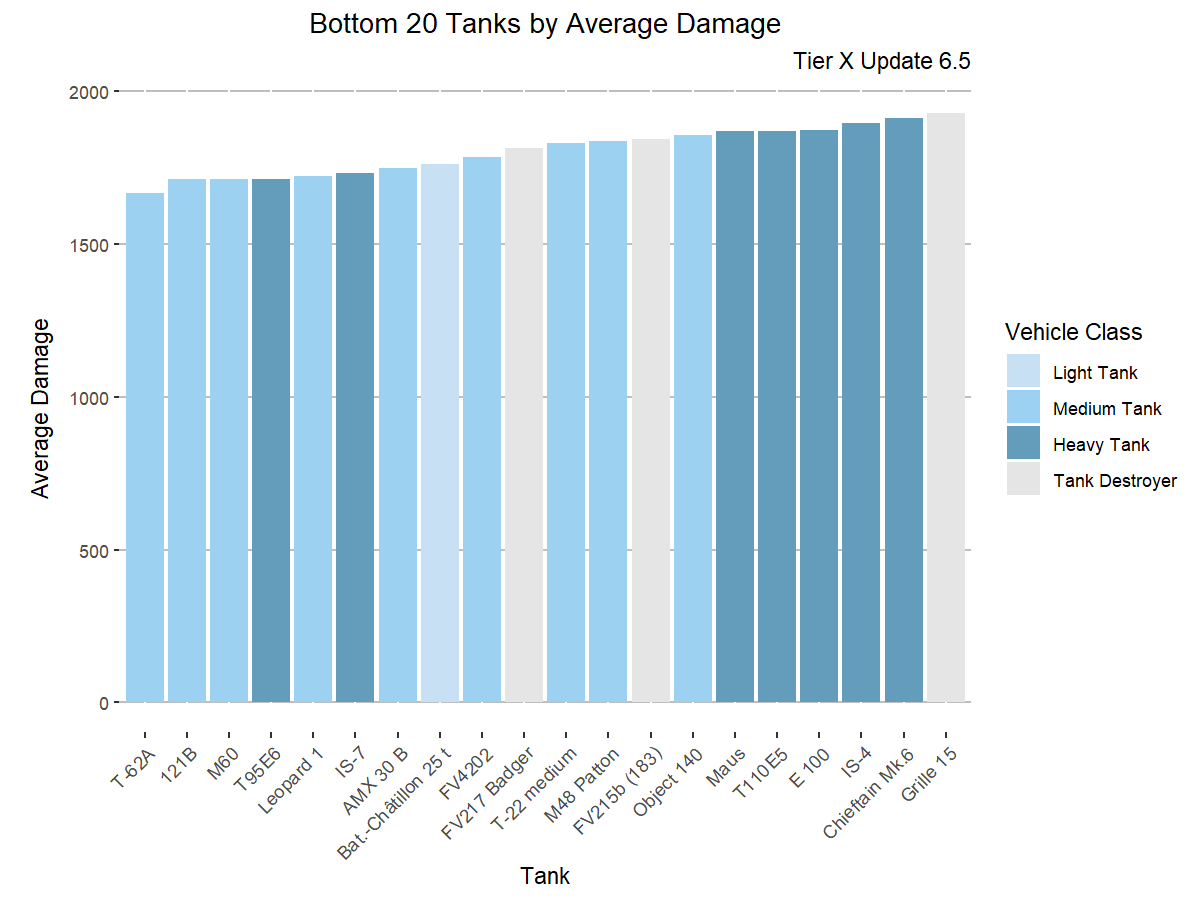 Bottom 20 Tanks by Average Damage
Tier X Update 6.5
Average Damage
2000
1500
1000
500
0
T-62A
121B
M60
T95E6
Leopard 1
IS-7
AMX 30 B
Bat.-Châtillon 25 t
FV4202
FV217 Badger
T-22 medium
M48 Patton
FV215b (183)
Object 140
Maus
T110E5
E 100
IS-4
Chieftain Mk.6
Grille 15
Tank
Vehicle Class
Light Tank
Medium Tank
Heavy Tank
Tank Destroyer